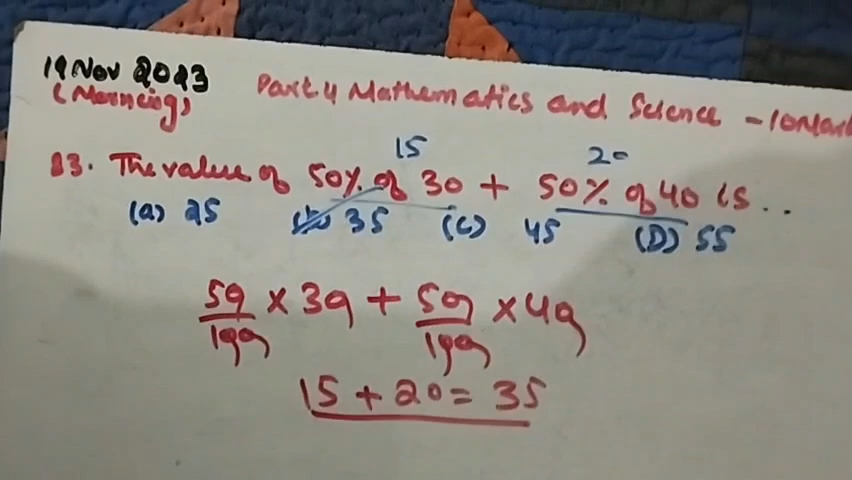 19 Nov 2023
(Morning) Part 4 Mathematics and Science - 10 Mark
15 20
83. The value of 50% of 30 + 50% of 40 is...
(a) 25 (b) 35 (C) 45 (D) 55
50/100 × 30 + 50/100 × 40
15 + 20 = 35